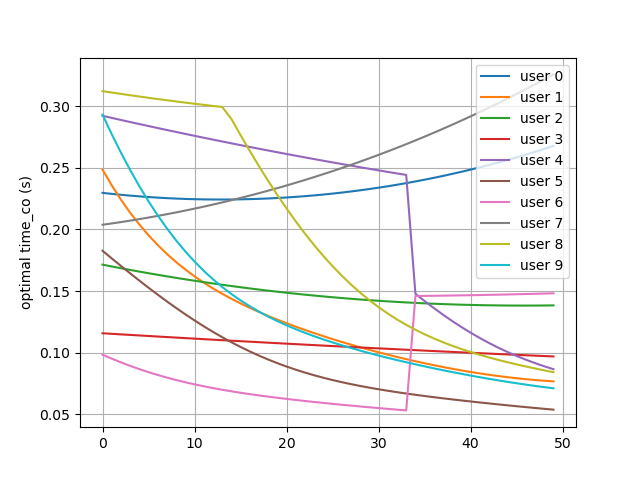 optimal time_co (s)
0.30
0.25
0.20
0.15
0.10
0.05
0 10 20 30 40 50
user 0
user 1
user 2
user 3
user 4
user 5
user 6
user 7
user 8
user 9